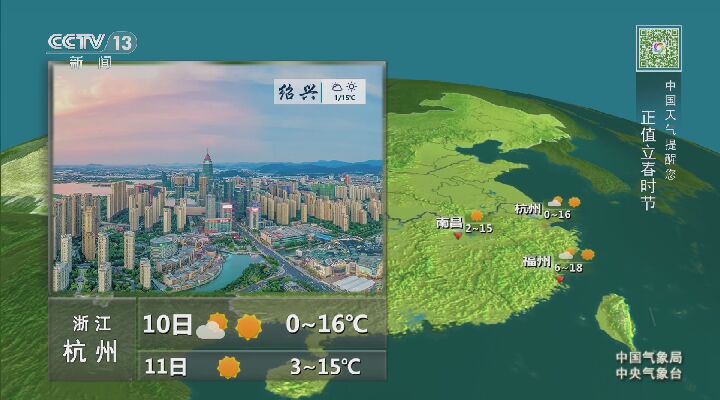 CCTV 13
新闻
绍兴
1/15℃
浙江
杭州
10日 0~16℃
11日 3~15℃
南昌
2~15
杭州
0~16
福州
6~18
中国天气提醒您
正值立春时节
中国气象局
中央气象台